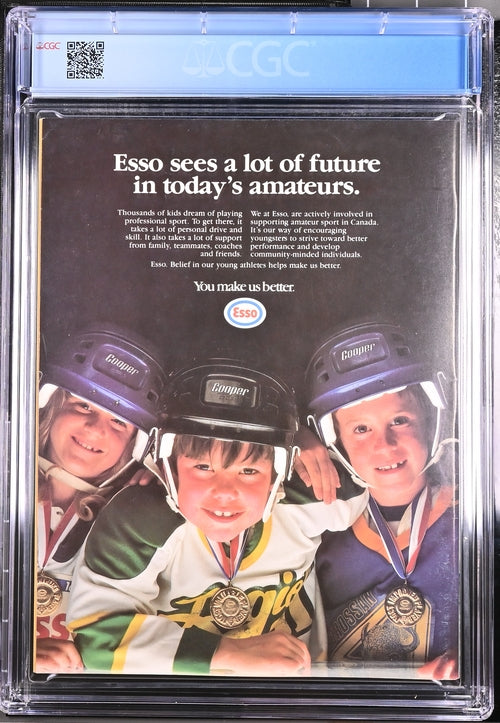 CGC
CGC
Esso sees a lot of future
in today's amateurs.
Thousands of kids dream of playing
professional sport. To get there, it
takes a lot of personal drive and
skill. It also takes a lot of support
from family, teammates, coaches
and friends.
We at Esso, are actively involved in
supporting amateur sport in Canada.
It's our way of encouraging
youngsters to strive toward better
performance and develop
community-minded individuals.
Esso. Belief in our young athletes helps make us better.
You make us better.
Esso
Cooper
Cooper
Cooper